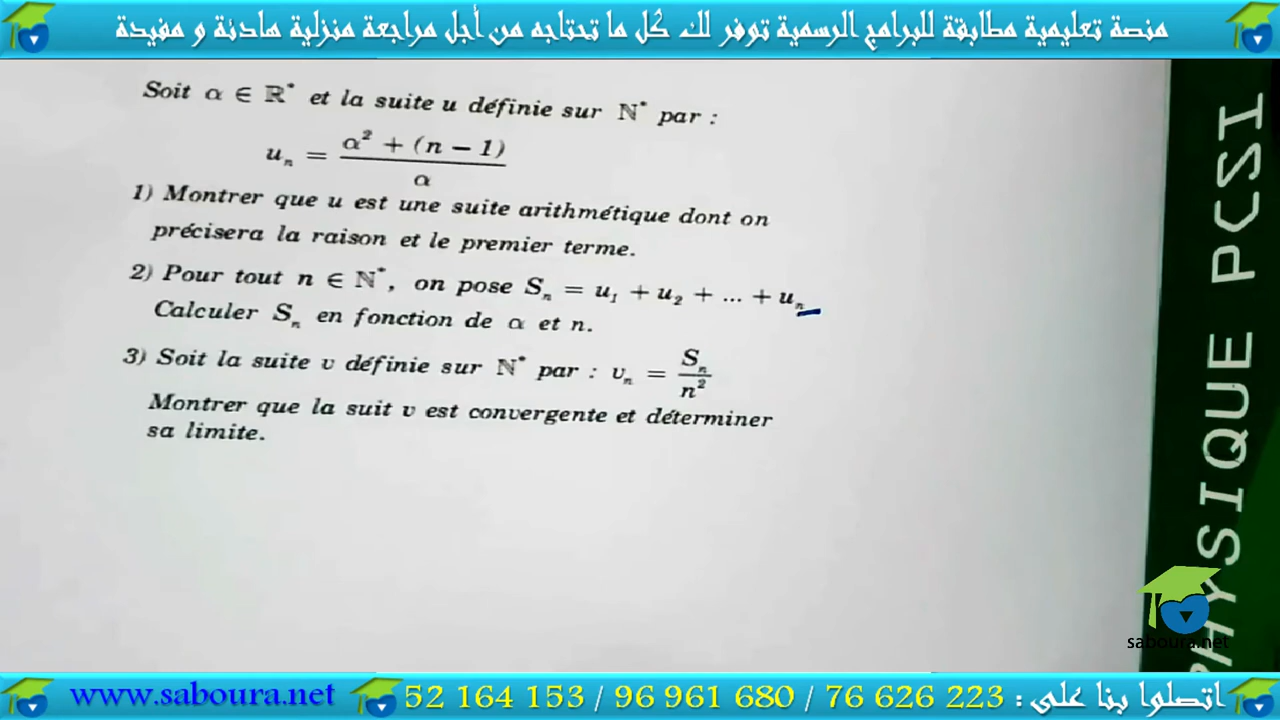 منصة تعليمية مطابقة للبرامج الرسمية توفر لك كل ما تحتاجه من أجل مراجعة منزلية هادئة و مفيدة
Soit α ∈ ℝ* et la suite u définie sur ℕ* par :
uₙ = (α² + (n − 1)) / α
1) Montrer que u est une suite arithmétique dont on
précisera la raison et le premier terme.
2) Pour tout n ∈ ℕ*, on pose Sₙ = u₁ + u₂ + ... + uₙ
Calculer Sₙ en fonction de α et n.
3) Soit la suite v définie sur ℕ* par : vₙ = Sₙ / n²
Montrer que la suit v est convergente et déterminer
sa limite.
PHYSIQUE PCSI
saboura.net
www.saboura.net 52 164 153 / 96 961 680 / 76 626 223 : اتصلوا بنا على